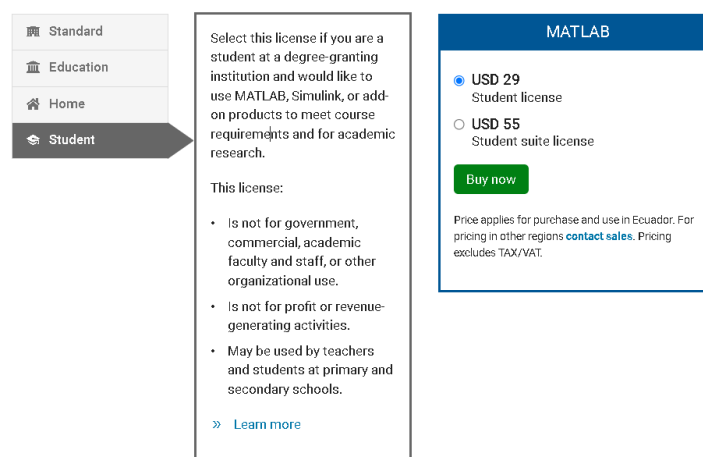 Standard
Education
Home
Student
Select this license if you are a
student at a degree-granting
institution and would like to
use MATLAB, Simulink, or add-
on products to meet course
requirements and for academic
research.
This license:
• Is not for government,
commercial, academic
faculty and staff, or other
organizational use.
• Is not for profit or revenue-
generating activities.
• May be used by teachers
and students at primary and
secondary schools.
» Learn more
MATLAB
USD 29
Student license
USD 55
Student suite license
Buy now
Price applies for purchase and use in Ecuador. For
pricing in other regions contact sales. Pricing
excludes TAX/VAT.